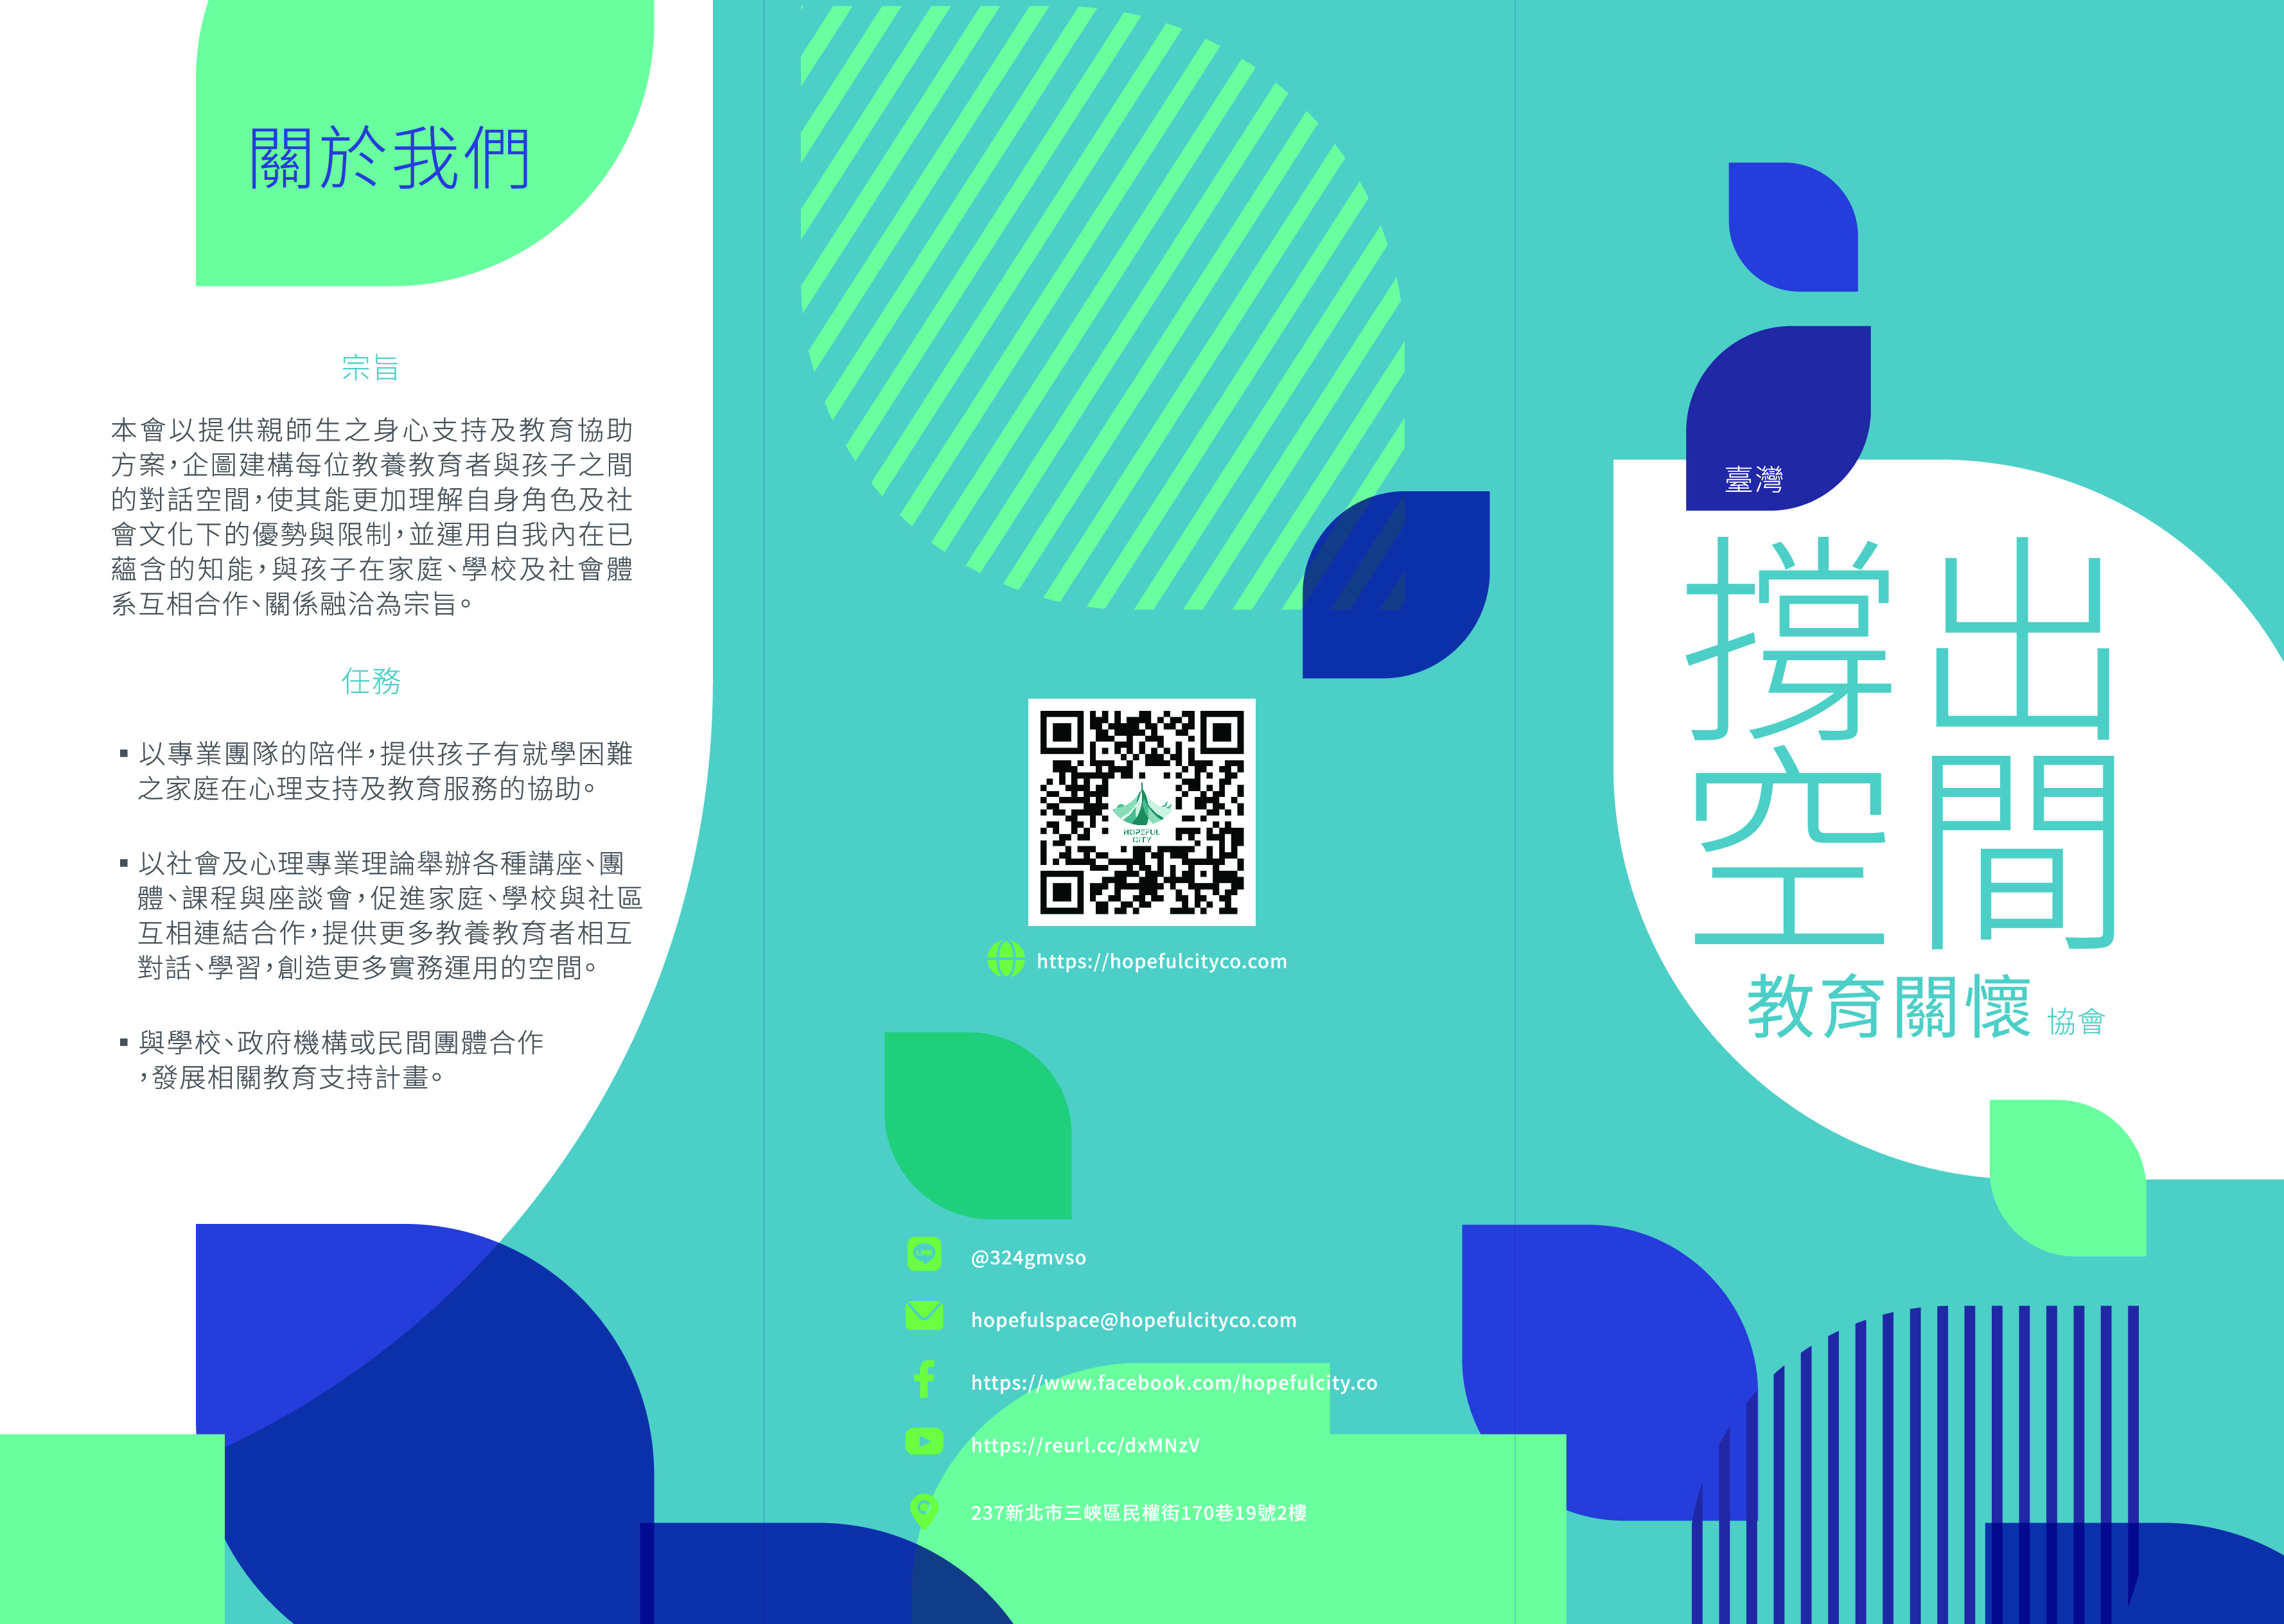 關於我們
宗旨
本會以提供親師生之身心支持及教育協助
方案，企圖建構每位教養教育者與孩子之間
的對話空間，使其能更加理解自身角色及社
會文化下的優勢與限制，並運用自我內在已
蘊含的知能，與孩子在家庭、學校及社會體
系互相合作、關係融洽為宗旨。
任務
▪ 以專業團隊的陪伴，提供孩子有就學困難
之家庭在心理支持及教育服務的協助。
▪ 以社會及心理專業理論舉辦各種講座、團
體、課程與座談會，促進家庭、學校與社區
互相連結合作，提供更多教養教育者相互
對話、學習，創造更多實務運用的空間。
▪ 與學校、政府機構或民間團體合作
，發展相關教育支持計畫。
HOPEFUL
CITY
https://hopefulcityco.com
LINE
@324gmvso
hopefulspace@hopefulcityco.com
https://www.facebook.com/hopefulcity.co
https://reurl.cc/dxMNzV
237新北市三峽區民權街170巷19號2樓
臺灣
撐出
空間
教育關懷 協會